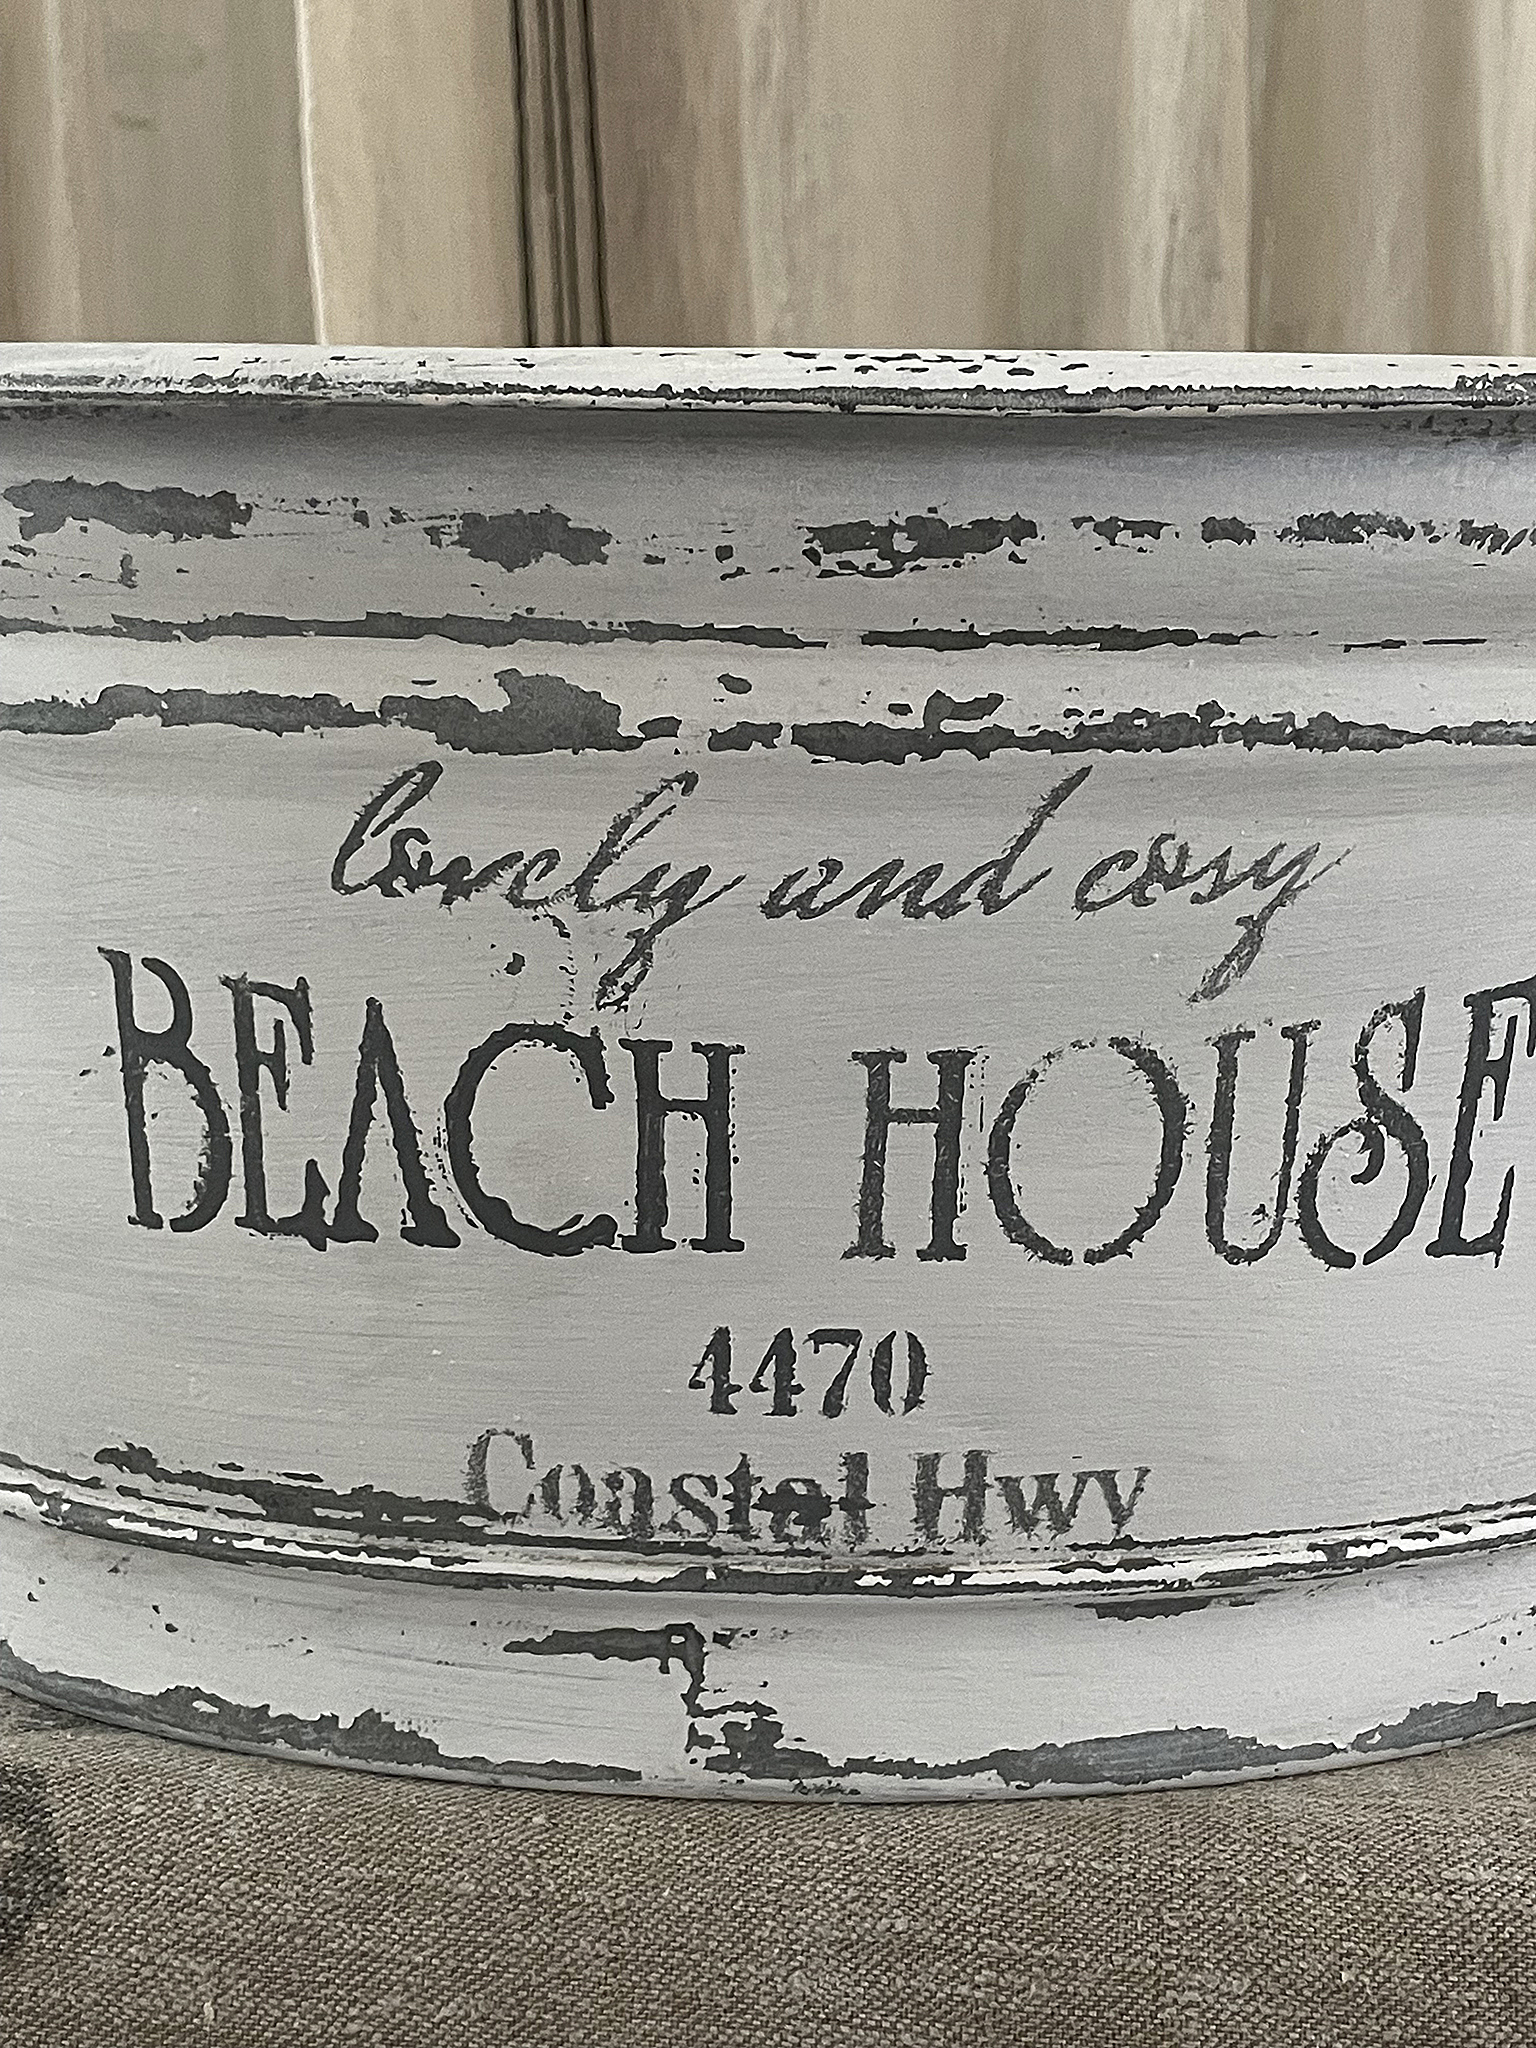 lovely and cosy
BEACH HOUSE
4470
Coastal Hwy